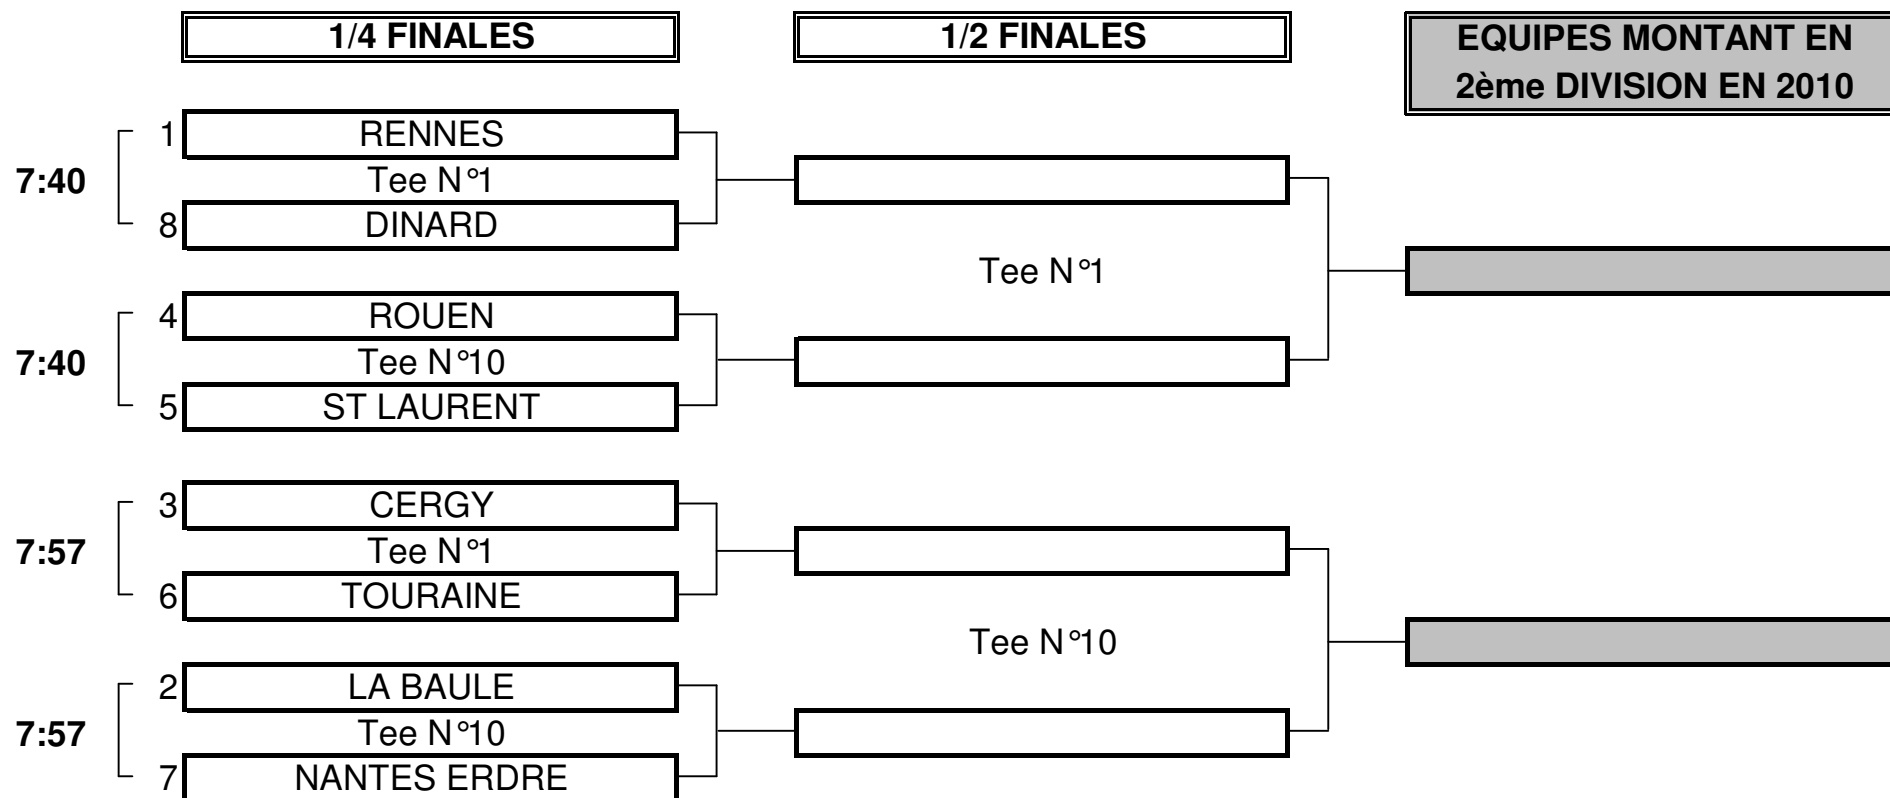 1/4 FINALES
1/2 FINALES
EQUIPES MONTANT EN
2ème DIVISION EN 2010
1 RENNES
7:40 Tee N°1
8 DINARD
Tee N°1
4 ROUEN
7:40 Tee N°10
5 ST LAURENT
3 CERGY
7:57 Tee N°1
6 TOURAINE
Tee N°10
2 LA BAULE
7:57 Tee N°10
7 NANTES ERDRE